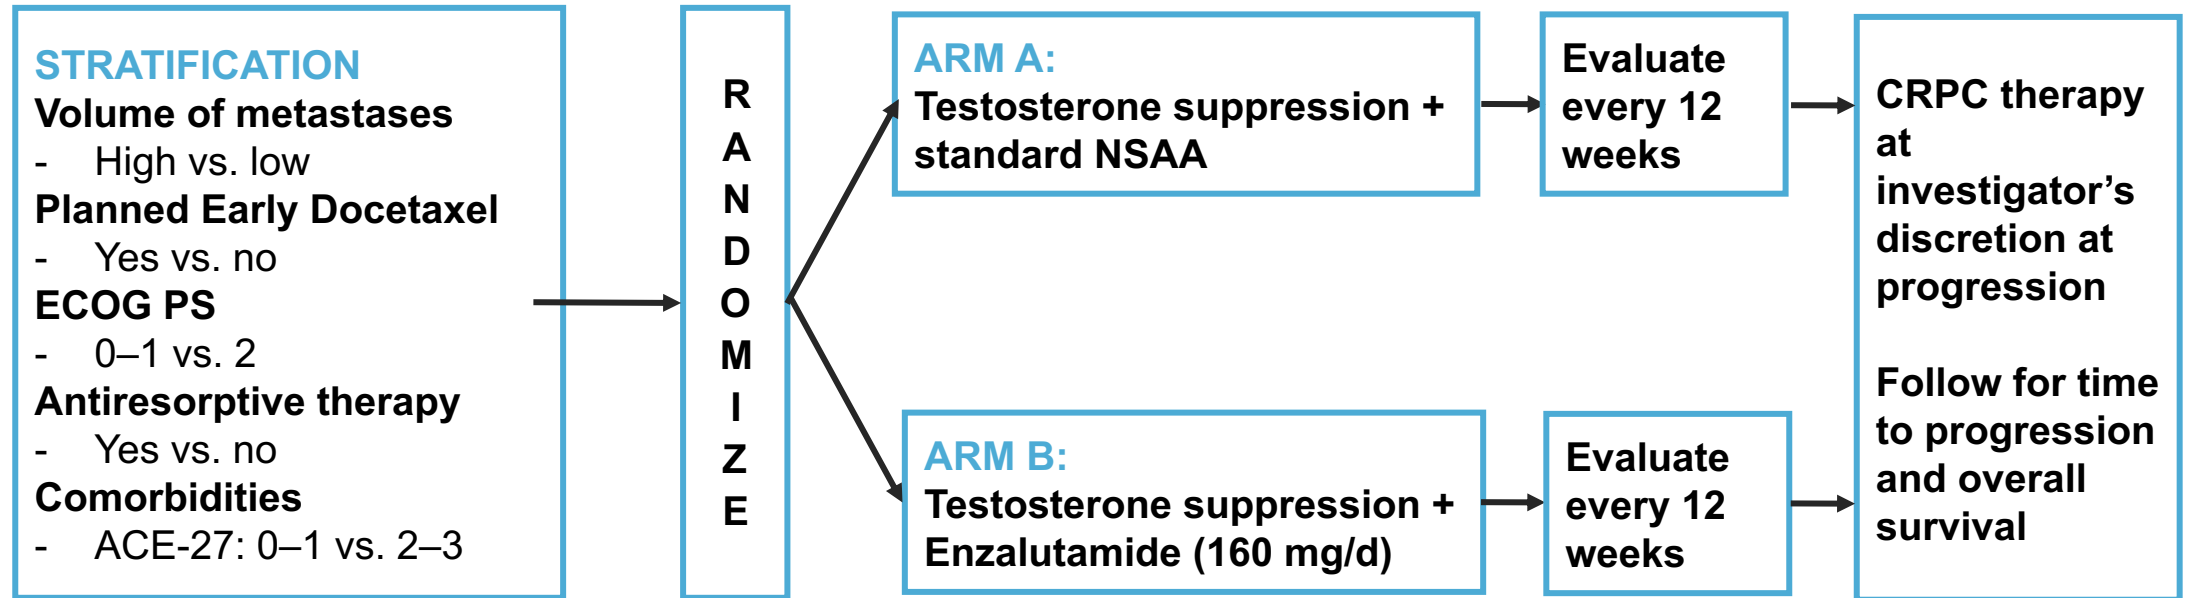 STRATIFICATION
Volume of metastases
- High vs. low
Planned Early Docetaxel
- Yes vs. no
ECOG PS
- 0–1 vs. 2
Antiresorptive therapy
- Yes vs. no
Comorbidities
- ACE-27: 0–1 vs. 2–3
R
A
N
D
O
M
I
Z
E
ARM A:
Testosterone suppression +
standard NSAA
Evaluate
every 12
weeks
ARM B:
Testosterone suppression +
Enzalutamide (160 mg/d)
Evaluate
every 12
weeks
CRPC therapy
at
investigator’s
discretion at
progression
Follow for time
to progression
and overall
survival